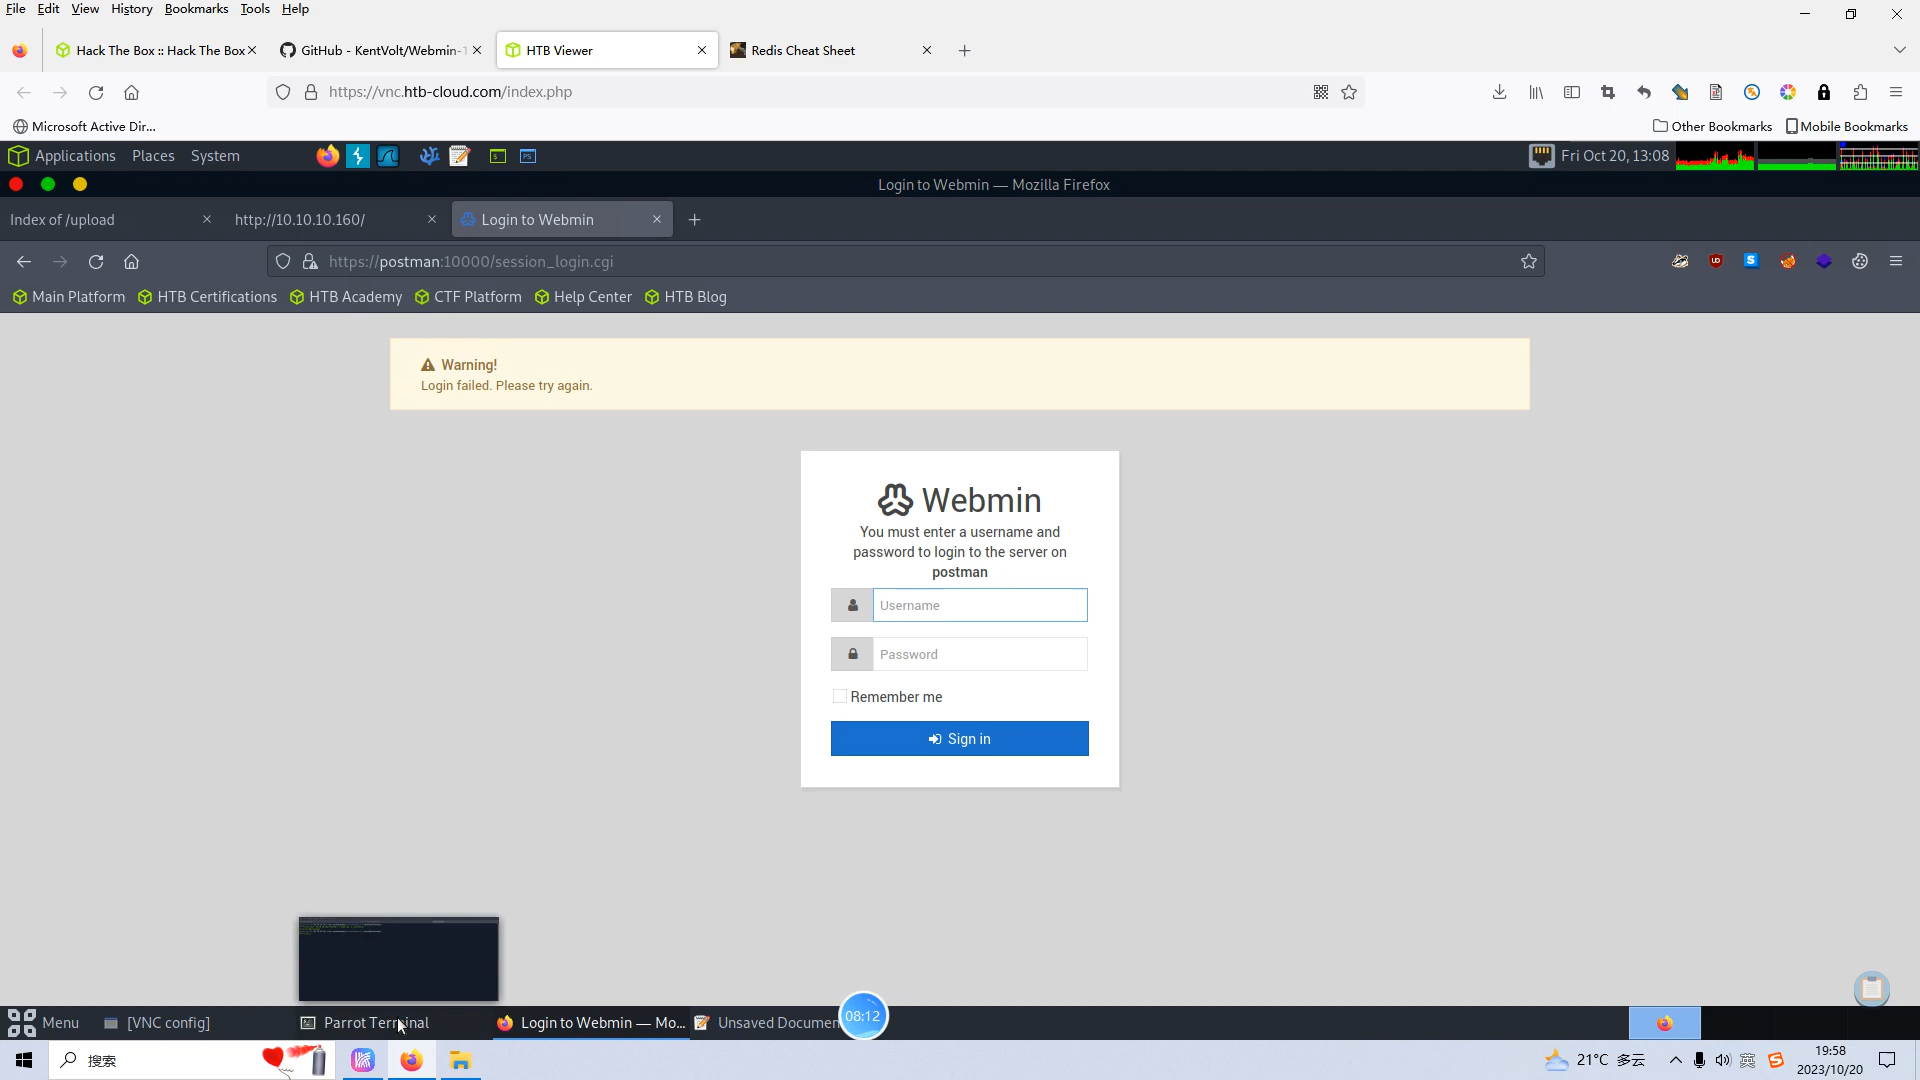 File Edit View History Bookmarks Tools Help
Hack The Box :: Hack The Box
GitHub - KentVolt/Webmin-1
HTB Viewer
Redis Cheat Sheet
https://vnc.htb-cloud.com/index.php
Microsoft Active Dir...
Other Bookmarks
Mobile Bookmarks
Applications Places System
Fri Oct 20, 13:08
Login to Webmin — Mozilla Firefox
Index of /upload
http://10.10.10.160/
Login to Webmin
https://postman:10000/session_login.cgi
Main Platform
HTB Certifications
HTB Academy
CTF Platform
Help Center
HTB Blog
Warning!
Login failed. Please try again.
Webmin
You must enter a username and
password to login to the server on
postman
Username
Password
Remember me
Sign in
Menu
[VNC config]
Parrot Terminal
Login to Webmin — Mo...
Unsaved Documen
08:12
搜索
21°C 多云
英
19:58
2023/10/20